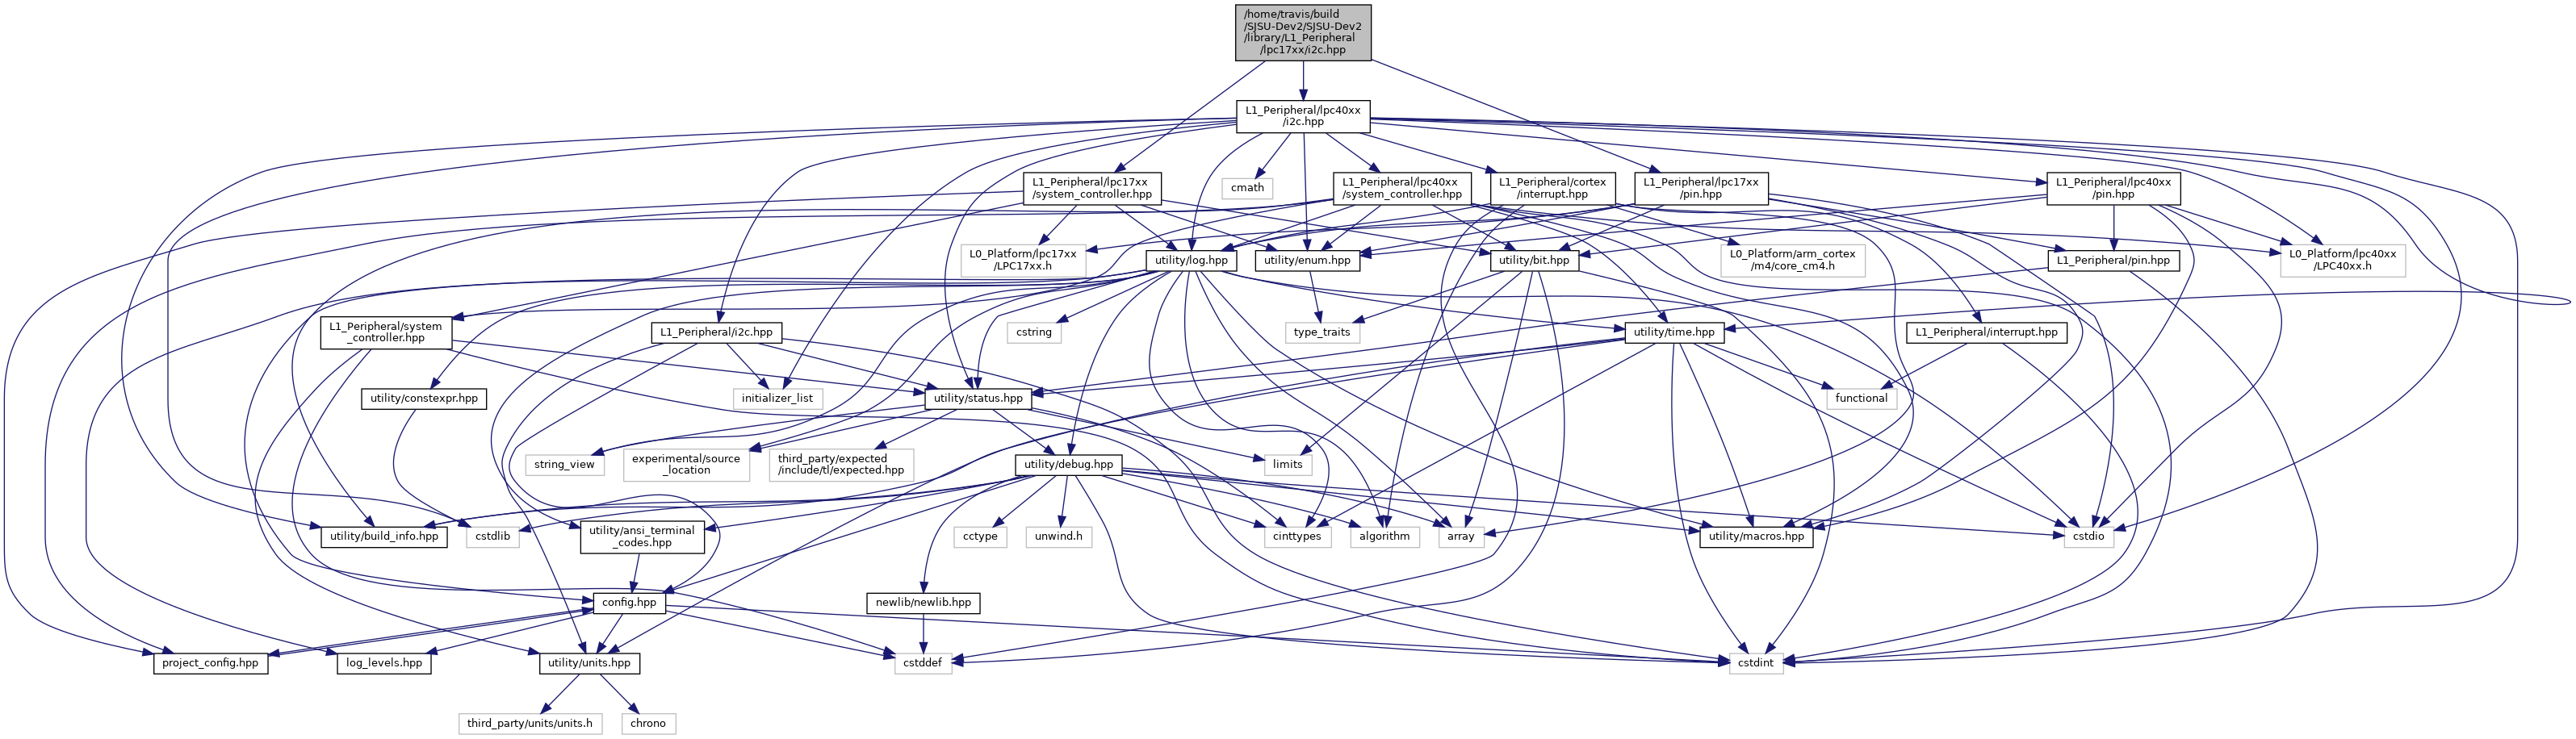 /home/travis/build
/SJSU-Dev2/SJSU-Dev2
/library/L1_Peripheral
/lpc17xx/i2c.hpp
L1_Peripheral/lpc40xx
/i2c.hpp
cmath
L1_Peripheral/lpc17xx
/system_controller.hpp
L1_Peripheral/lpc40xx
/system_controller.hpp
L1_Peripheral/cortex
/interrupt.hpp
L1_Peripheral/lpc17xx
/pin.hpp
L1_Peripheral/lpc40xx
/pin.hpp
L0_Platform/lpc17xx
/LPC17xx.h
utility/log.hpp
utility/enum.hpp
utility/bit.hpp
L0_Platform/arm_cortex
/m4/core_cm4.h
L1_Peripheral/pin.hpp
L0_Platform/lpc40xx
/LPC40xx.h
L1_Peripheral/system
_controller.hpp
L1_Peripheral/i2c.hpp
cstring
type_traits
utility/time.hpp
L1_Peripheral/interrupt.hpp
utility/constexpr.hpp
initializer_list
utility/status.hpp
functional
string_view
experimental/source
_location
third_party/expected
/include/tl/expected.hpp
utility/debug.hpp
limits
utility/build_info.hpp
cstdlib
utility/ansi_terminal
_codes.hpp
cctype
unwind.h
cinttypes
algorithm
array
utility/macros.hpp
cstdio
config.hpp
newlib/newlib.hpp
project_config.hpp
log_levels.hpp
utility/units.hpp
cstddef
cstdint
third_party/units/units.h
chrono